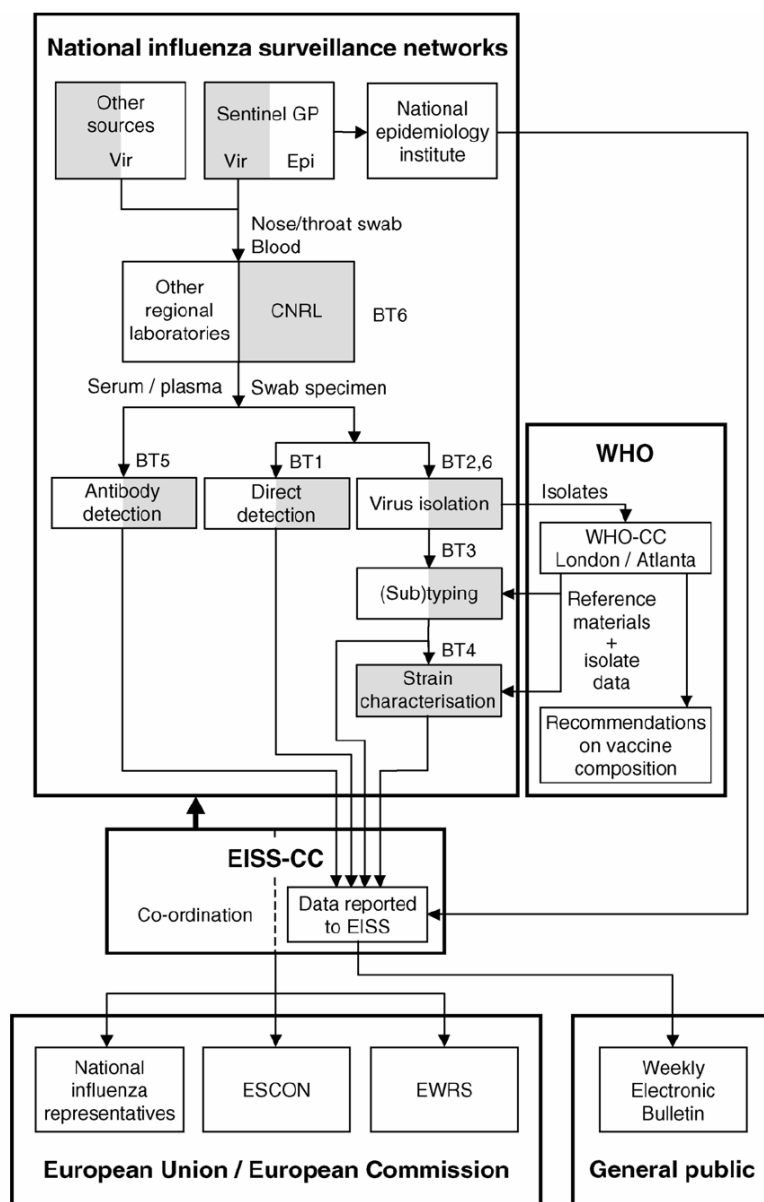 National influenza surveillance networks
Other
sources
Vir
Sentinel GP
Vir Epi
National
epidemiology
institute
Nose/throat swab
Blood
Other
regional
laboratories
CNRL
BT6
Serum / plasma
Swab specimen
BT5
BT1
BT2,6
Antibody
detection
Direct
detection
Virus isolation
BT3
(Sub)typing
BT4
Strain
characterisation
WHO
Isolates
WHO-CC
London / Atlanta
Reference
materials
+
isolate
data
Recommendations
on vaccine
composition
EISS-CC
Co-ordination
Data reported
to EISS
National
influenza
representatives
ESCON
EWRS
European Union / European Commission
Weekly
Electronic
Bulletin
General public